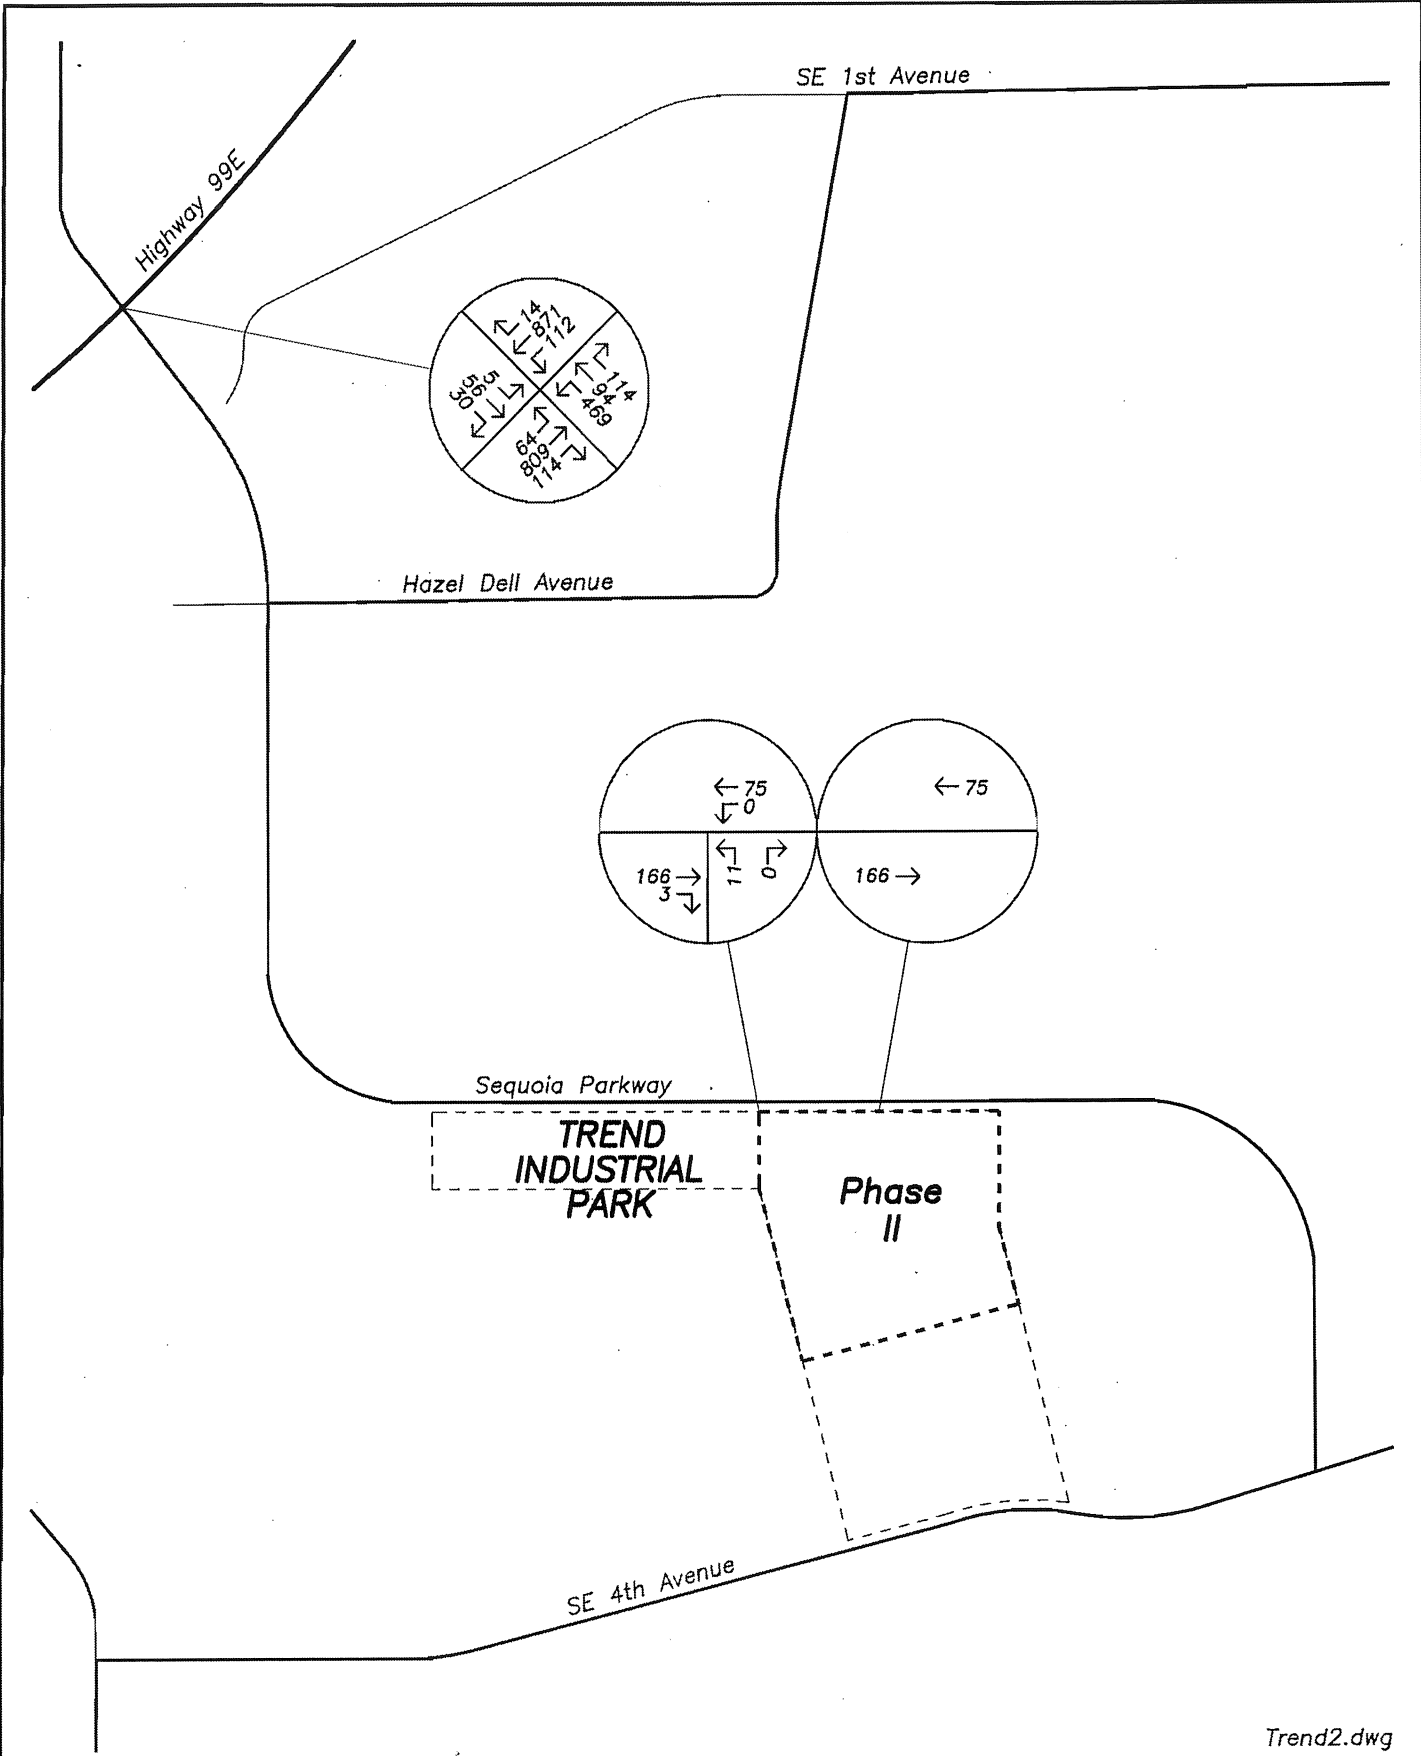 SE 1st Avenue
Highway 99E
14
871
112
5
56
30
114
94
469
64
809
114
Hazel Dell Avenue
75
0
166
3
11
0
75
166
Sequoia Parkway
TREND
INDUSTRIAL
PARK
Phase
II
SE 4th Avenue
Trend2.dwg